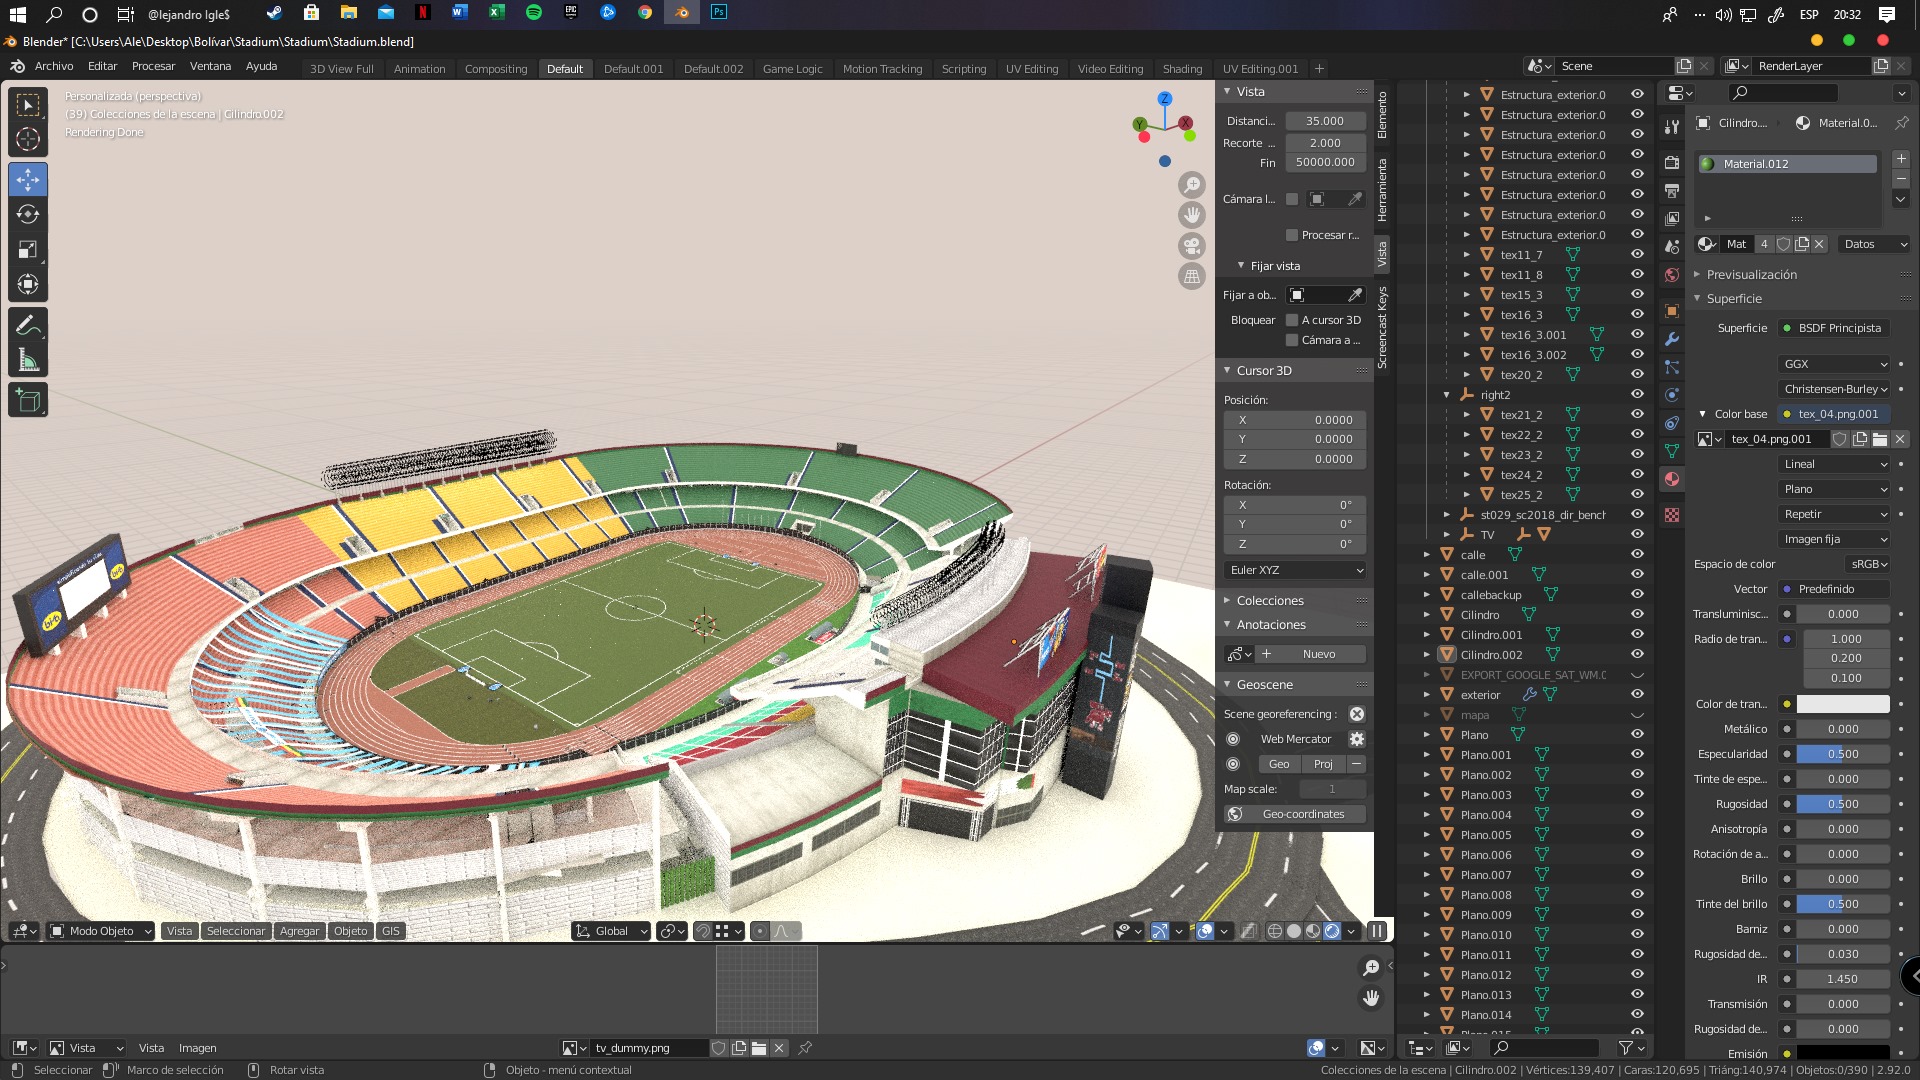 @lejandro Igle$
ESP
20:32
Blender* [C:\Users\Ale\Desktop\Bolívar\Stadium\Stadium\Stadium.blend]
Archivo Editar Procesar Ventana Ayuda
3D View Full Animation Compositing Default Default.001 Default.002 Game Logic Motion Tracking Scripting UV Editing Video Editing Shading UV Editing.001 +
Scene
RenderLayer
Personalizada (perspectiva)
(39) Colecciones de la escena | Cilindro.002
Rendering Done
Z
Y
X
Vista
Distanci... 35.000
Recorte ... 2.000
Fin 50000.000
Cámara l...
Procesar r...
Fijar vista
Fijar a ob...
Bloquear A cursor 3D
Cámara a ...
Cursor 3D
Posición:
X 0.0000
Y 0.0000
Z 0.0000
Rotación:
X 0°
Y 0°
Z 0°
Euler XYZ
Colecciones
Anotaciones
Nuevo
Geoscene
Scene georeferencing :
Web Mercator
Geo Proj
Map scale: 1
Geo-coordinates
Elemento
Herramienta
Vista
Screencast Keys
Estructura_exterior.0
Estructura_exterior.0
Estructura_exterior.0
Estructura_exterior.0
Estructura_exterior.0
Estructura_exterior.0
Estructura_exterior.0
Estructura_exterior.0
tex11_7
tex11_8
tex15_3
tex16_3
tex16_3.001
tex16_3.002
tex20_2
right2
tex21_2
tex22_2
tex23_2
tex24_2
tex25_2
st029_sc2018_dir_bench
TV
calle
calle.001
callebackup
Cilindro
Cilindro.001
Cilindro.002
EXPORT_GOOGLE_SAT_WM.0
exterior
mapa
Plano
Plano.001
Plano.002
Plano.003
Plano.004
Plano.005
Plano.006
Plano.007
Plano.008
Plano.009
Plano.010
Plano.011
Plano.012
Plano.013
Plano.014
Plano.015
Cilindro.... Material.0...
Material.012
Mat 4 Datos
Previsualización
Superficie
Superficie BSDF Principista
GGX
Christensen-Burley
Color base tex_04.png.001
tex_04.png.001
Lineal
Plano
Repetir
Imagen fija
Espacio de color sRGB
Vector Predefinido
Transluminisc... 0.000
Radio de tran... 1.000
0.200
0.100
Color de tran...
Metálico 0.000
Especularidad 0.500
Tinte de espe... 0.000
Rugosidad 0.500
Anisotropía 0.000
Rotación de a... 0.000
Brillo 0.000
Tinte del brillo 0.500
Barniz 0.000
Rugosidad de... 0.030
IR 1.450
Transmisión 0.000
Rugosidad de... 0.000
Emisión
Modo Objeto Vista Seleccionar Agregar Objeto GIS
Global
Vista Vista Imagen
tv_dummy.png
Seleccionar Marco de selección Rotar vista Objeto - menú contextual
Colecciones de la escena | Cilindro.002 | Vértices:139,407 | Caras:120,695 | Triáng:140,974 | Objetos:0/390 | 2.92.0